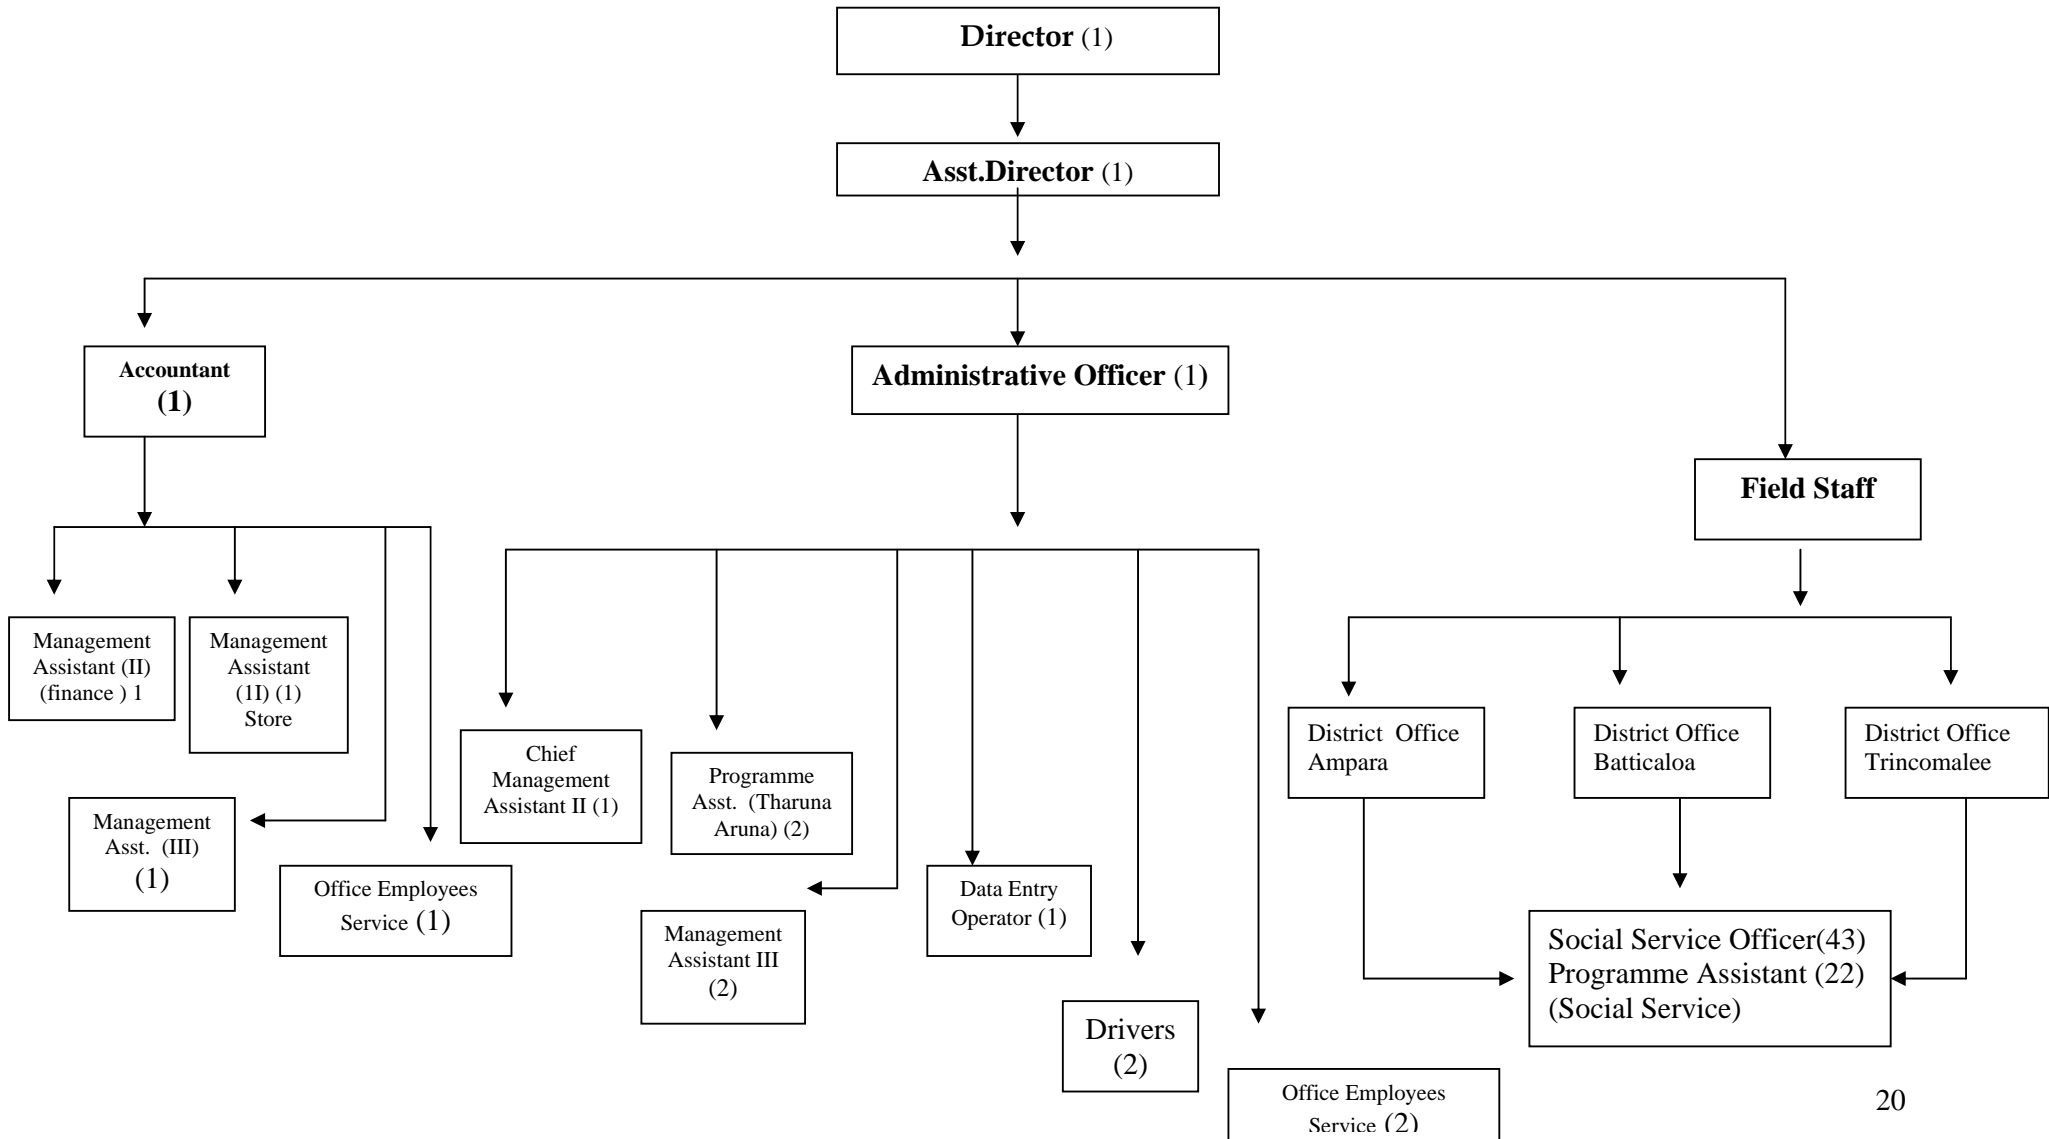 Director (1)
Asst.Director (1)
Accountant
(1)
Administrative Officer (1)
Field Staff
Management
Assistant (II)
(finance ) 1
Management
Assistant
(1I) (1)
Store
Management
Asst. (III)
(1)
Office Employees
Service (1)
Chief
Management
Assistant II (1)
Programme
Asst. (Tharuna
Aruna) (2)
Management
Assistant III
(2)
Data Entry
Operator (1)
Drivers
(2)
Office Employees
Service (2)
District Office
Ampara
District Office
Batticaloa
District Office
Trincomalee
Social Service Officer(43)
Programme Assistant (22)
(Social Service)
20